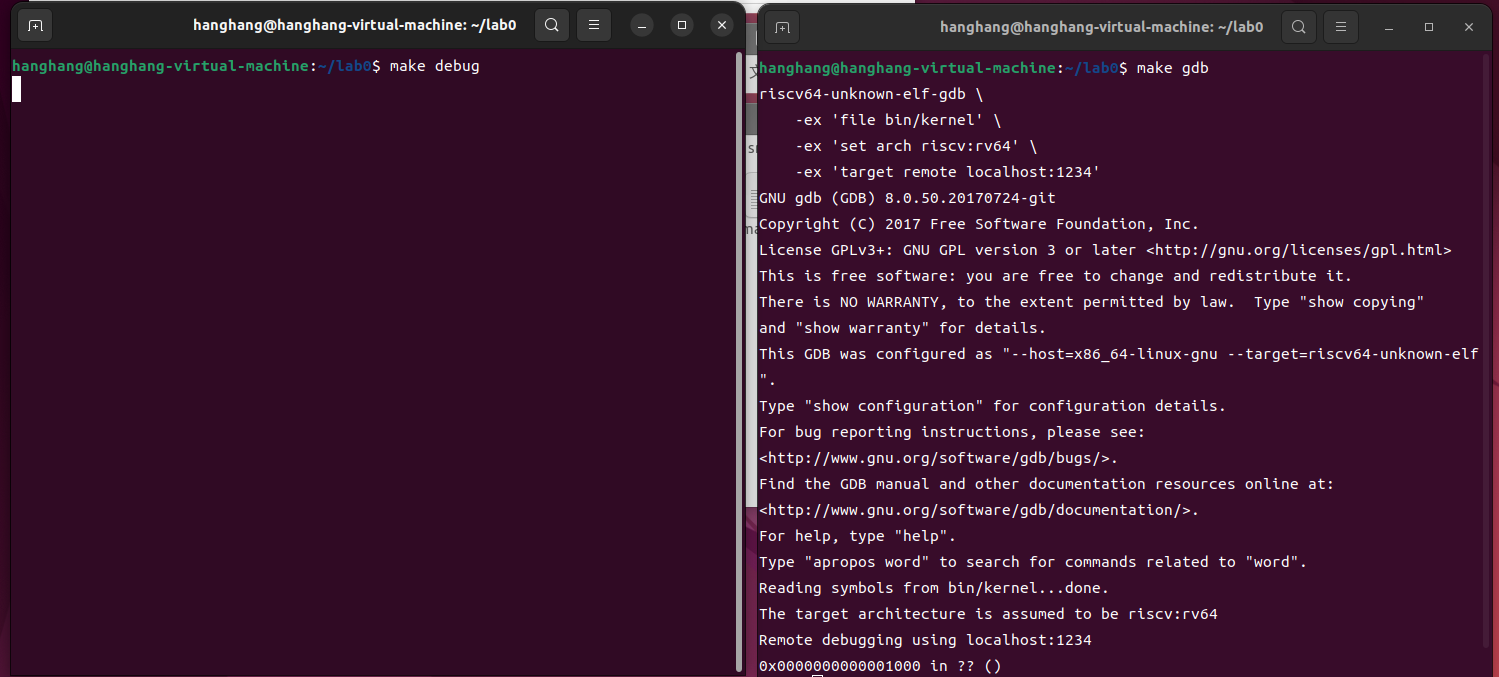 hanghang@hanghang-virtual-machine: ~/lab0
hanghang@hanghang-virtual-machine:~/lab0$ make debug
hanghang@hanghang-virtual-machine: ~/lab0
hanghang@hanghang-virtual-machine:~/lab0$ make gdb
riscv64-unknown-elf-gdb \
    -ex 'file bin/kernel' \
    -ex 'set arch riscv:rv64' \
    -ex 'target remote localhost:1234'
GNU gdb (GDB) 8.0.50.20170724-git
Copyright (C) 2017 Free Software Foundation, Inc.
License GPLv3+: GNU GPL version 3 or later <http://gnu.org/licenses/gpl.html>
This is free software: you are free to change and redistribute it.
There is NO WARRANTY, to the extent permitted by law.  Type "show copying"
and "show warranty" for details.
This GDB was configured as "--host=x86_64-linux-gnu --target=riscv64-unknown-elf
".
Type "show configuration" for configuration details.
For bug reporting instructions, please see:
<http://www.gnu.org/software/gdb/bugs/>.
Find the GDB manual and other documentation resources online at:
<http://www.gnu.org/software/gdb/documentation/>.
For help, type "help".
Type "apropos word" to search for commands related to "word".
Reading symbols from bin/kernel...done.
The target architecture is assumed to be riscv:rv64
Remote debugging using localhost:1234
0x0000000000001000 in ?? ()